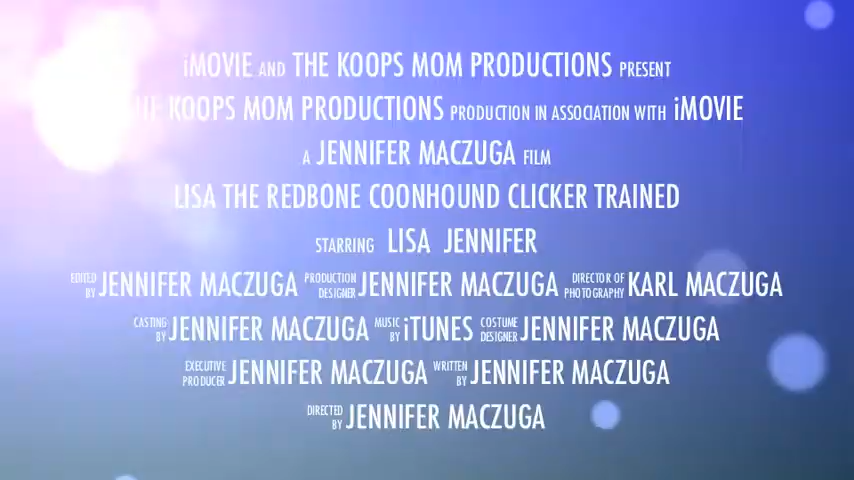 iMOVIE AND THE KOOPS MOM PRODUCTIONS PRESENT
THE KOOPS MOM PRODUCTIONS PRODUCTION IN ASSOCIATION WITH iMOVIE
A JENNIFER MACZUGA FILM
LISA THE REDBONE COONHOUND CLICKER TRAINED
STARRING LISA JENNIFER
EDITED BY JENNIFER MACZUGA PRODUCTION DESIGNER JENNIFER MACZUGA DIRECTOR OF PHOTOGRAPHY KARL MACZUGA
CASTING BY JENNIFER MACZUGA MUSIC BY iTUNES COSTUME DESIGNER JENNIFER MACZUGA
EXECUTIVE PRODUCER JENNIFER MACZUGA WRITTEN BY JENNIFER MACZUGA
DIRECTED BY JENNIFER MACZUGA